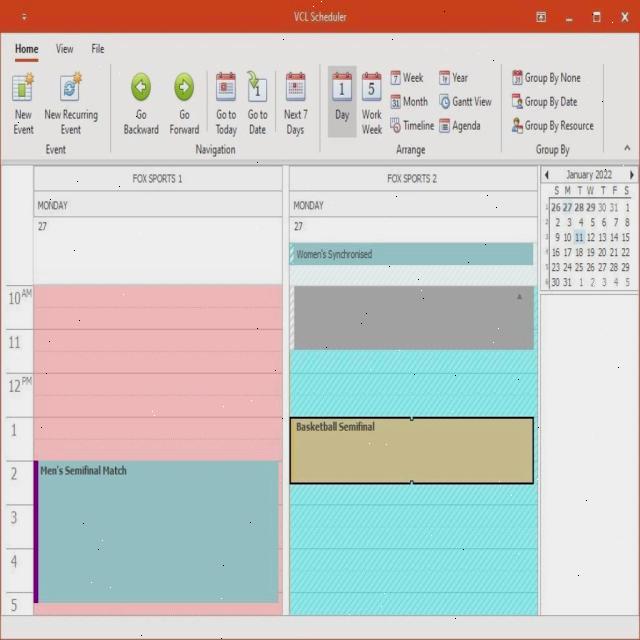 VCL Scheduler
Home View File
New Event
New Recurring Event
Go Backward
Go Forward
Go to Today
Go to Date
Next 7 Days
Day
Work Week
Week
Month
Timeline
Year
Gantt View
Agenda
Group By None
Group By Date
Group By Resource
Event Navigation Arrange Group By
FOX SPORTS 1 FOX SPORTS 2
MONDAY MONDAY
27 27
Women's Synchronised
10 AM
11
12 PM
1
2
3
4
5
Basketball Semifinal
Men's Semifinal Match
January 2022
S M T W T F S
1 26 27 28 29 30 31 1
2 2 3 4 5 6 7 8
3 9 10 11 12 13 14 15
4 16 17 18 19 20 21 22
5 23 24 25 26 27 28 29
6 30 31 1 2 3 4 5